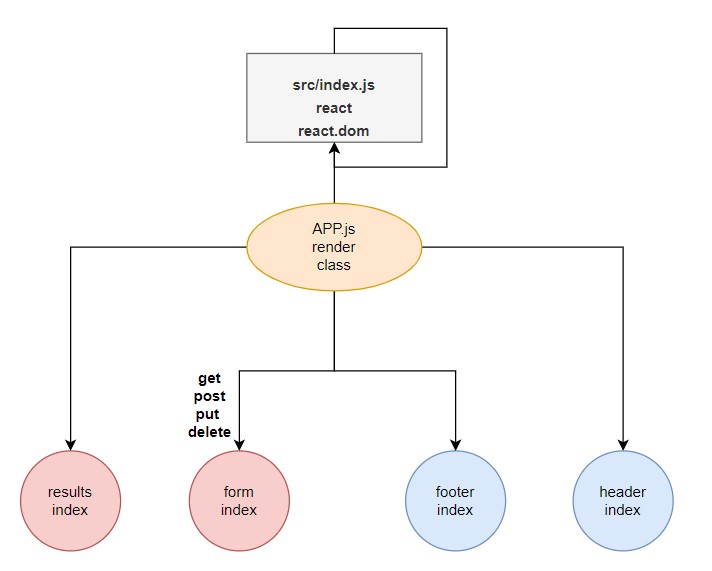 src/index.js
react
react.dom
APP.js
render
class
get
post
put
delete
results
index
form
index
footer
index
header
index